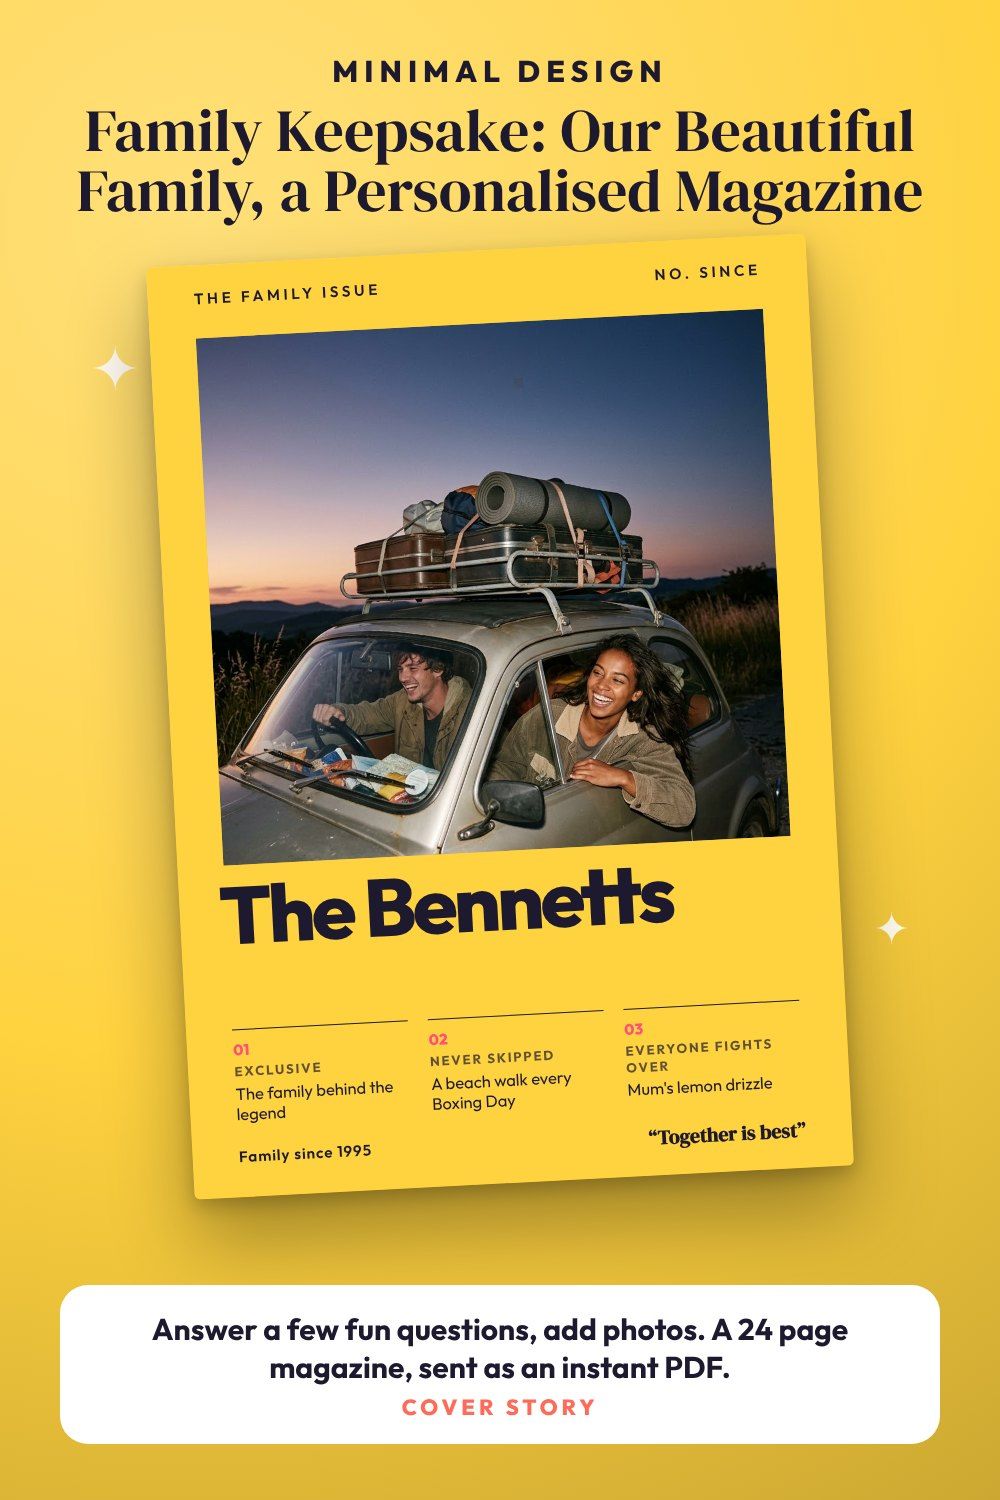 MINIMAL DESIGN
Family Keepsake: Our Beautiful
Family, a Personalised Magazine
THE FAMILY ISSUE
NO. SINCE
The Bennetts
01
EXCLUSIVE
The family behind the
legend
02
NEVER SKIPPED
A beach walk every
Boxing Day
03
EVERYONE FIGHTS
OVER
Mum's lemon drizzle
Family since 1995
“Together is best”
Answer a few fun questions, add photos. A 24 page
magazine, sent as an instant PDF.
COVER STORY